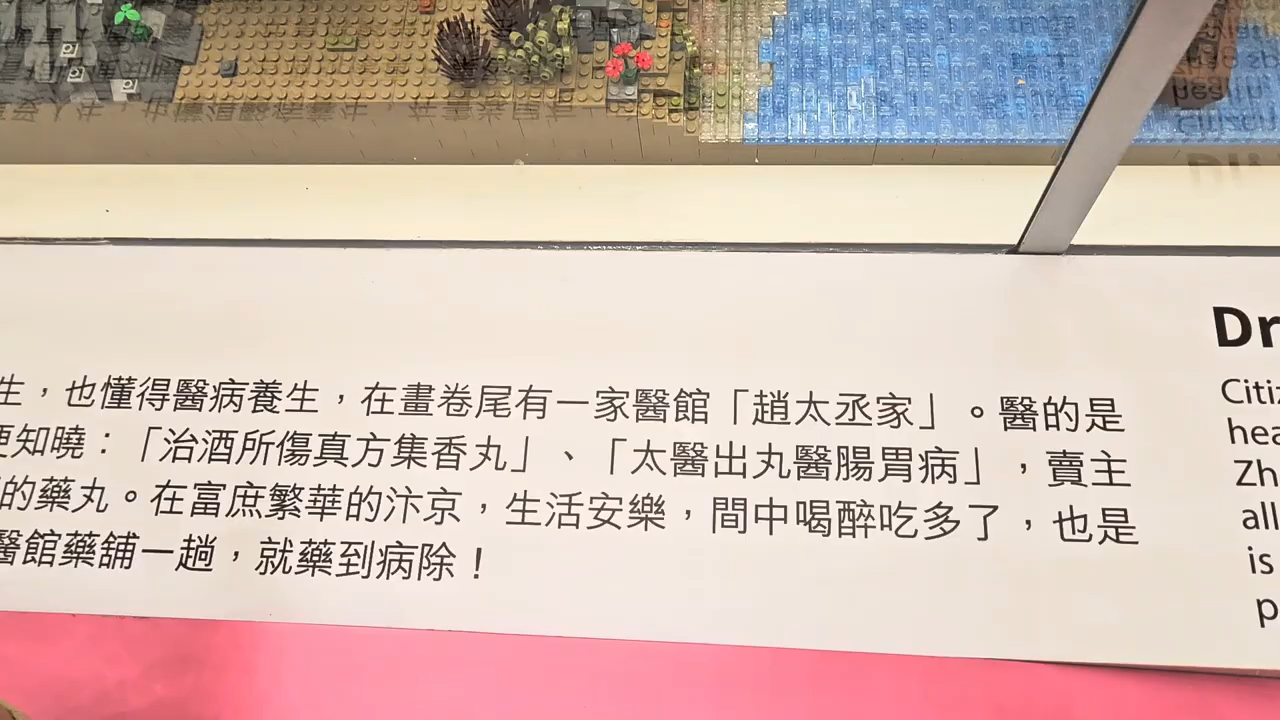 生，也懂得醫病養生，在畫卷尾有一家醫館「趙太丞家」。醫的是
更知曉：「治酒所傷真方集香丸」、「太醫出丸醫腸胃病」，賣主
的藥丸。在富庶繁華的汴京，生活安樂，間中喝醉吃多了，也是
醫館藥舖一趟，就藥到病除！
Dr
Citiz
hea
Zh
all
is
p